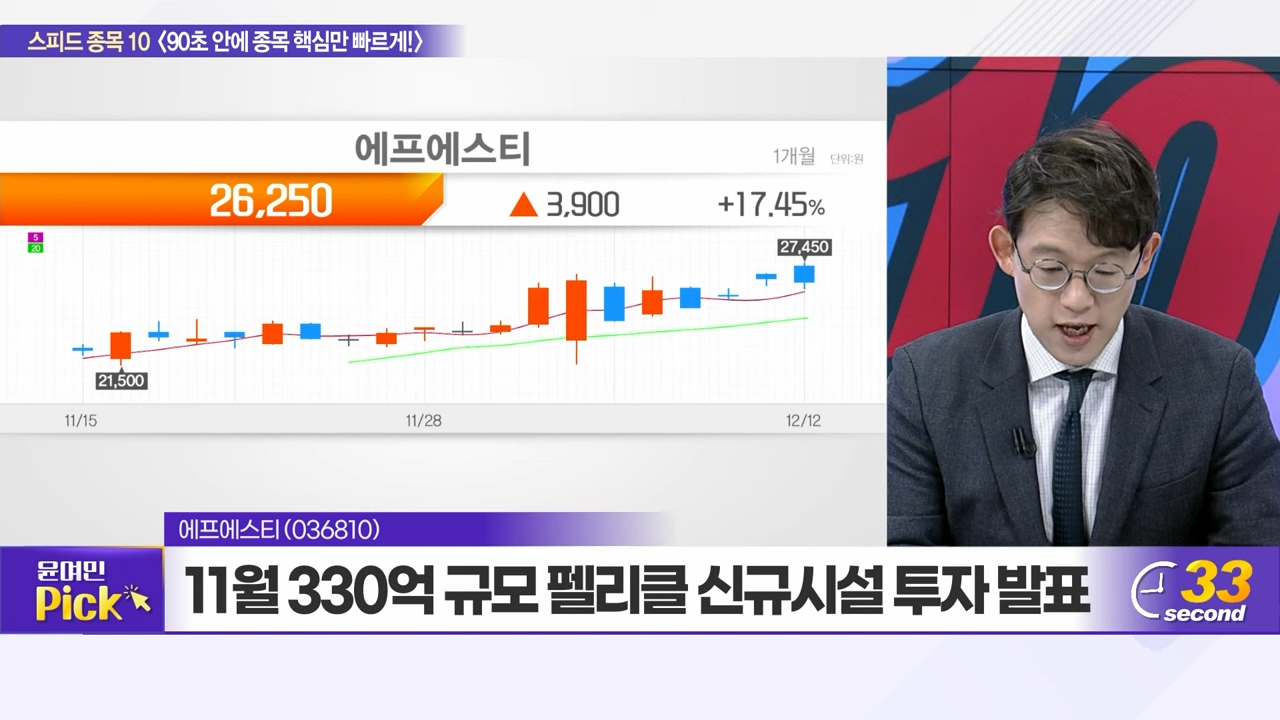 스피드 종목 10 <90초 안에 종목 핵심만 빠르게!>
에프에스티
1개월 단위:원
26,250 ▲ 3,900 +17.45%
5
20
27,450
21,500
11/15 11/28 12/12
에프에스티(036810)
윤여민
Pick
11월 330억 규모 펠리클 신규시설 투자 발표
33
second
10